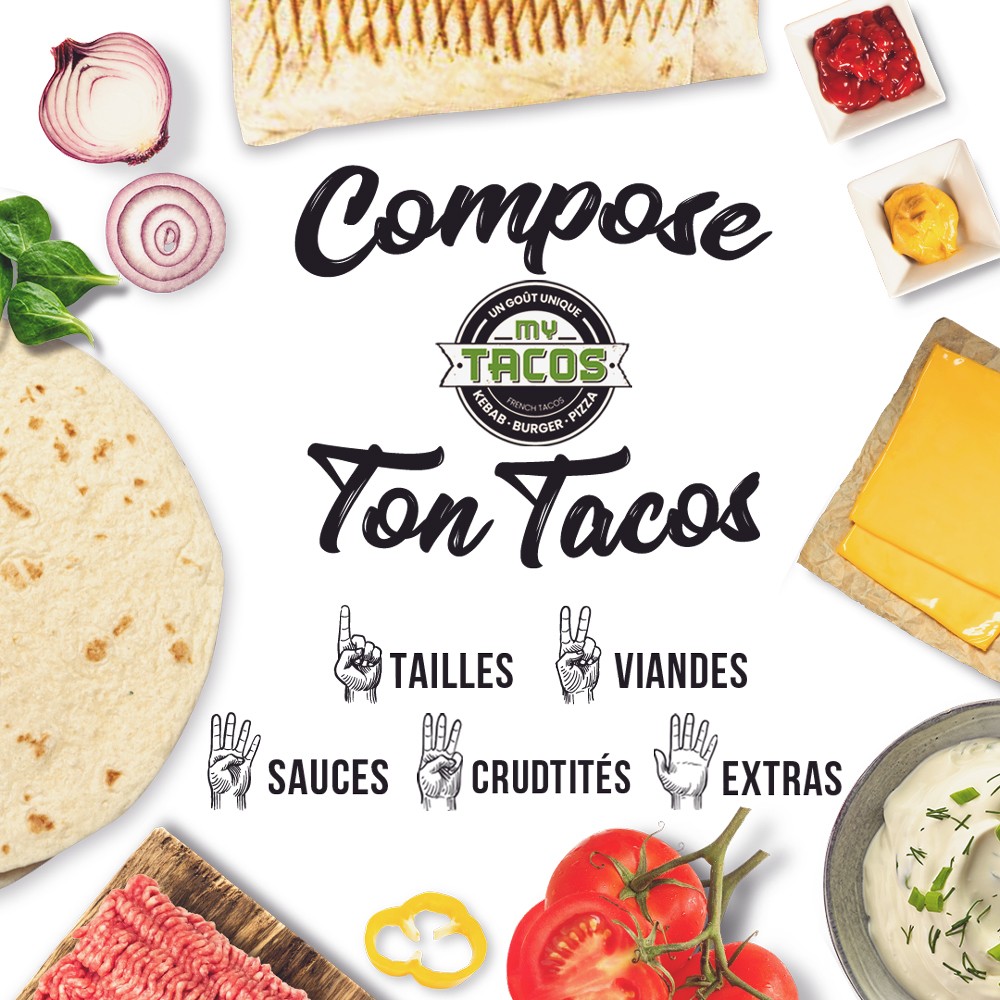 Compose
UN GOÛT UNIQUE
MY
TACOS
FRENCH TACOS
KEBAB · BURGER · PIZZA
Ton Tacos
TAILLES VIANDES
SAUCES CRUDTITÉS EXTRAS